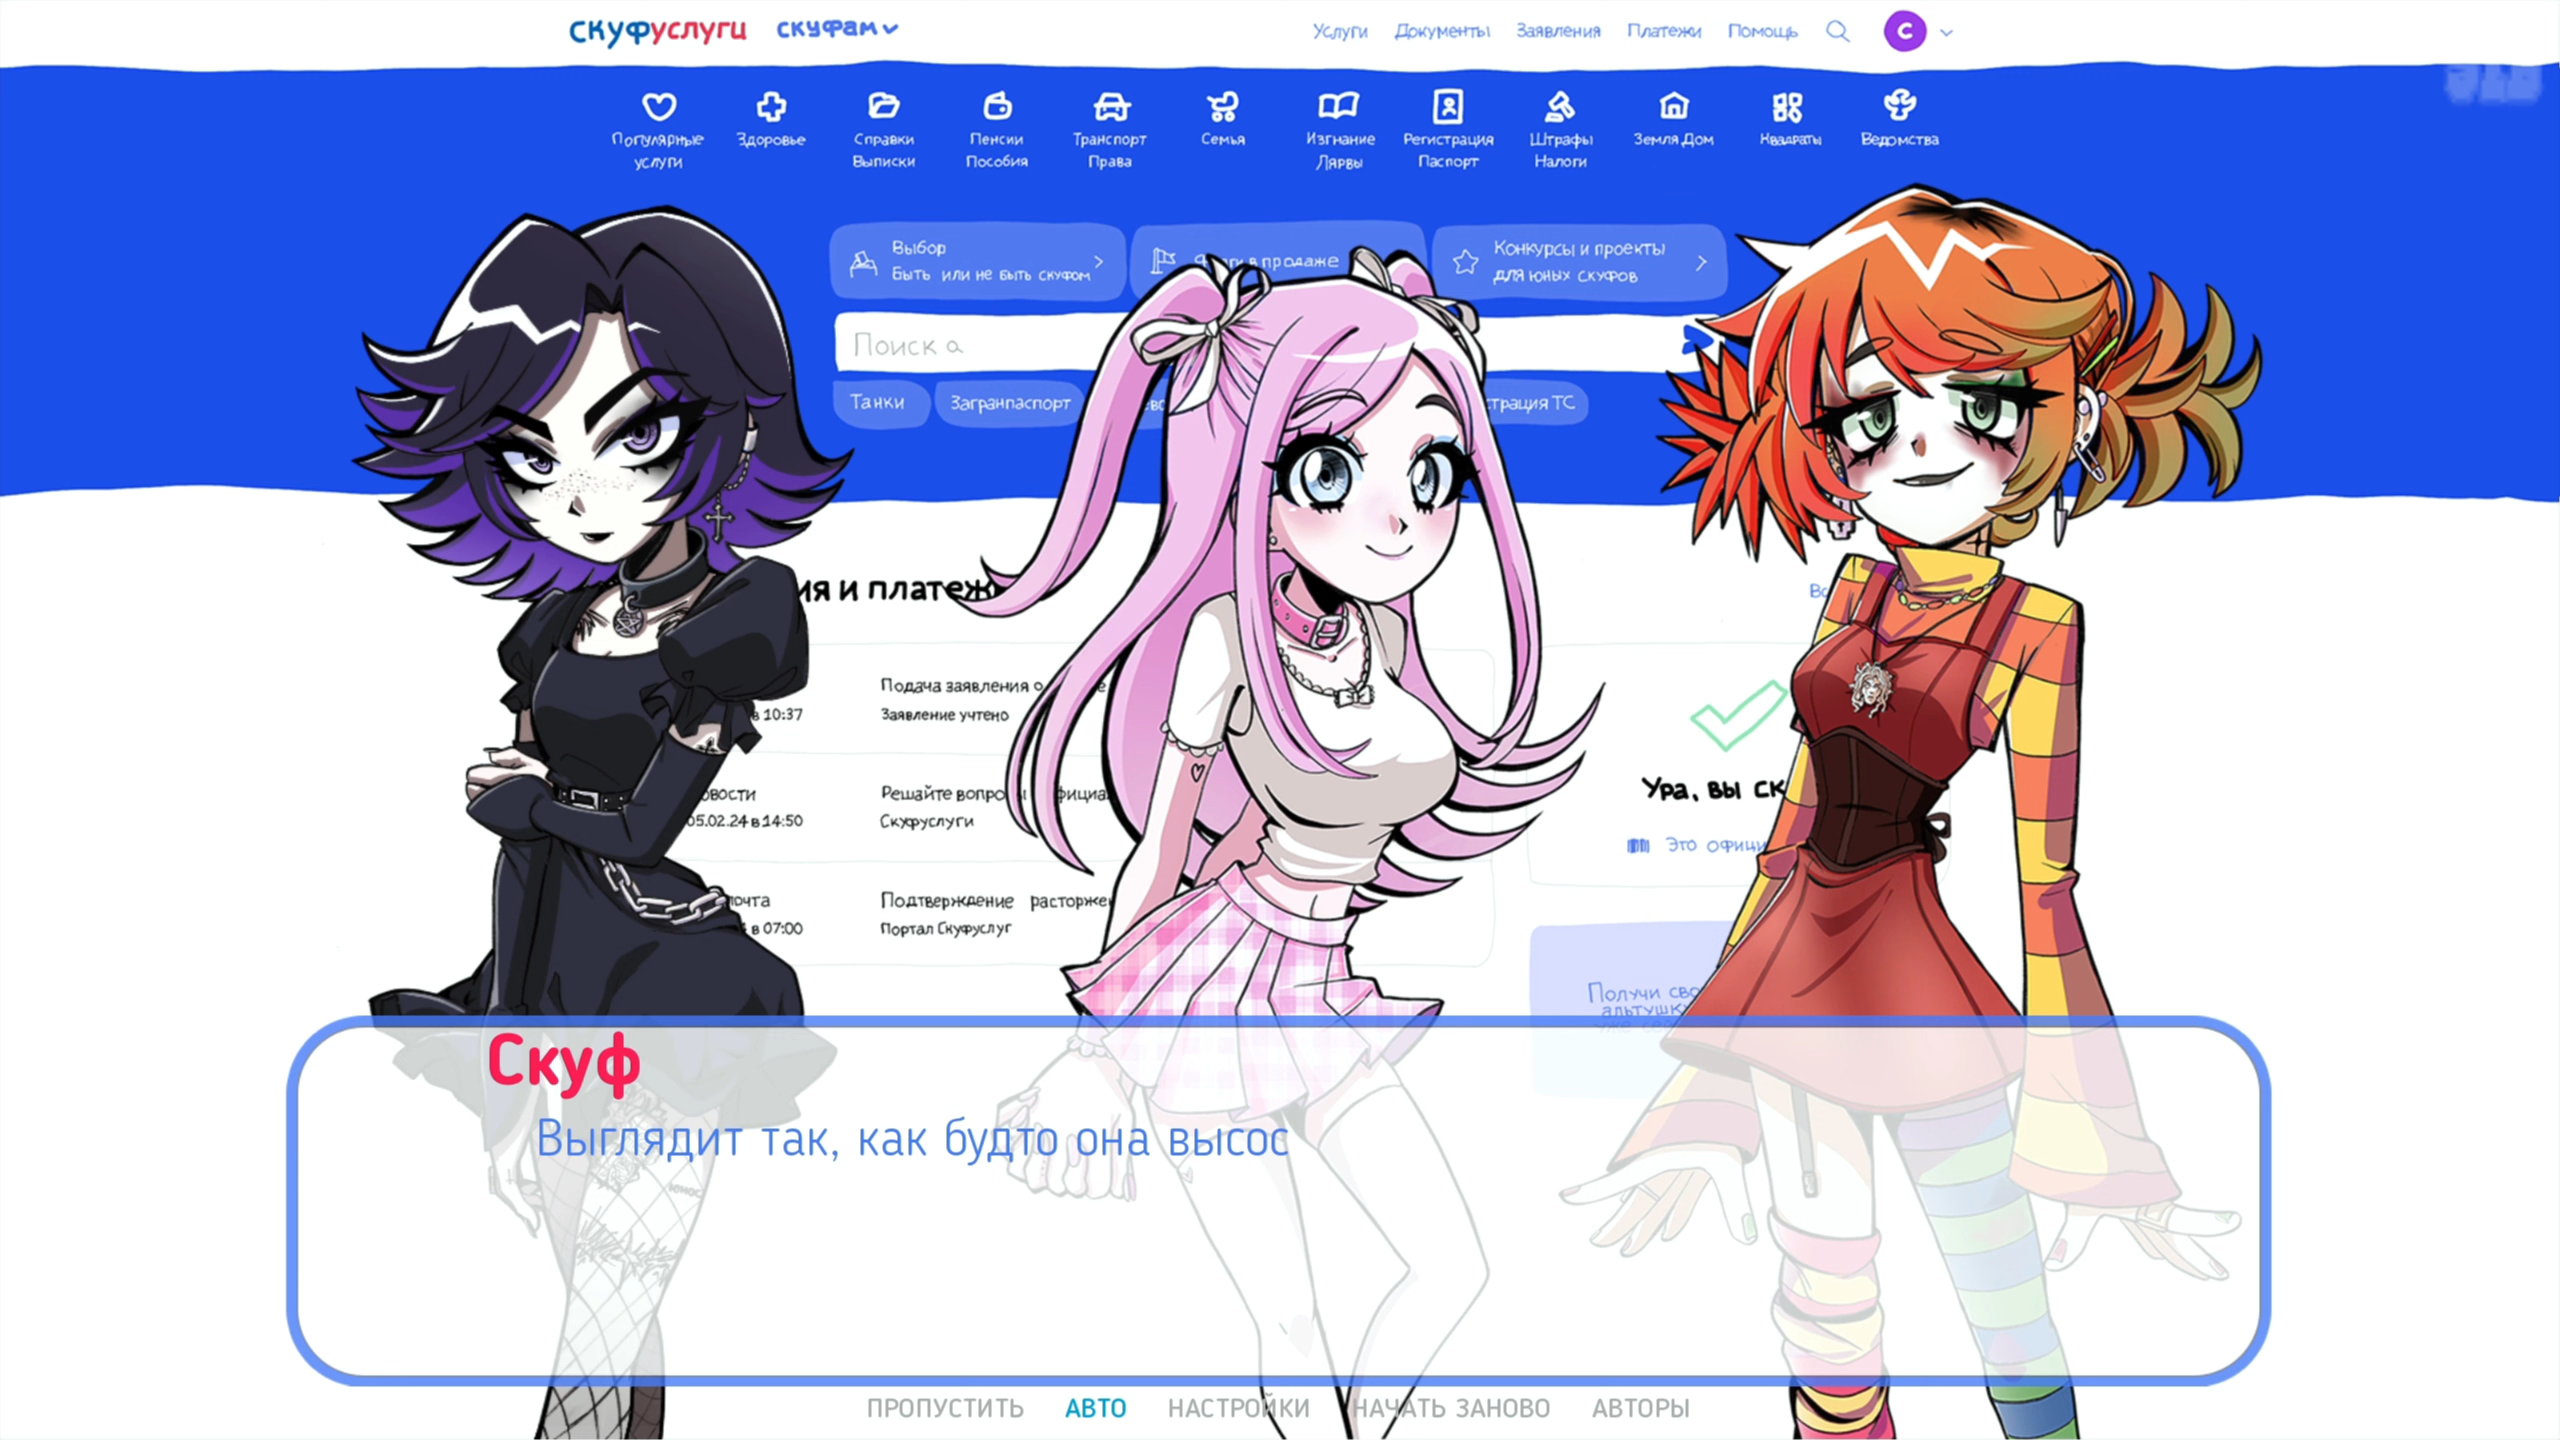 скуфуслуги скуфам
Услуги Документы Заявления Платежи Помощь С
Популярные услуги
Здоровье
Справки Выписки
Пенсии Пособия
Транспорт Права
Семья
Изгнание Лярвы
Регистрация Паспорт
Штрафы Налоги
Земля Дом
Квадраты
Ведомства
Выбор
Быть или не быть скуфом
в продаже
Конкурсы и проекты
для юных скуфов
Поиск а
Танки
Загранпаспорт
страция ТС
ия и платеж
Подача заявления о
в 10:37
Заявление учтено
овости
05.02.24 в 14:50
Решайте вопро фициа
Скуфуслуги
почта
в 07:00
Подтверждение расторже
Портал Скуфуслуг
Ура, вы ск
Это офици
Получи сво
альтушк
Скуф
Выглядит так, как будто она высос
ПРОПУСТИТЬ АВТО НАСТРОЙКИ НАЧАТЬ ЗАНОВО АВТОРЫ